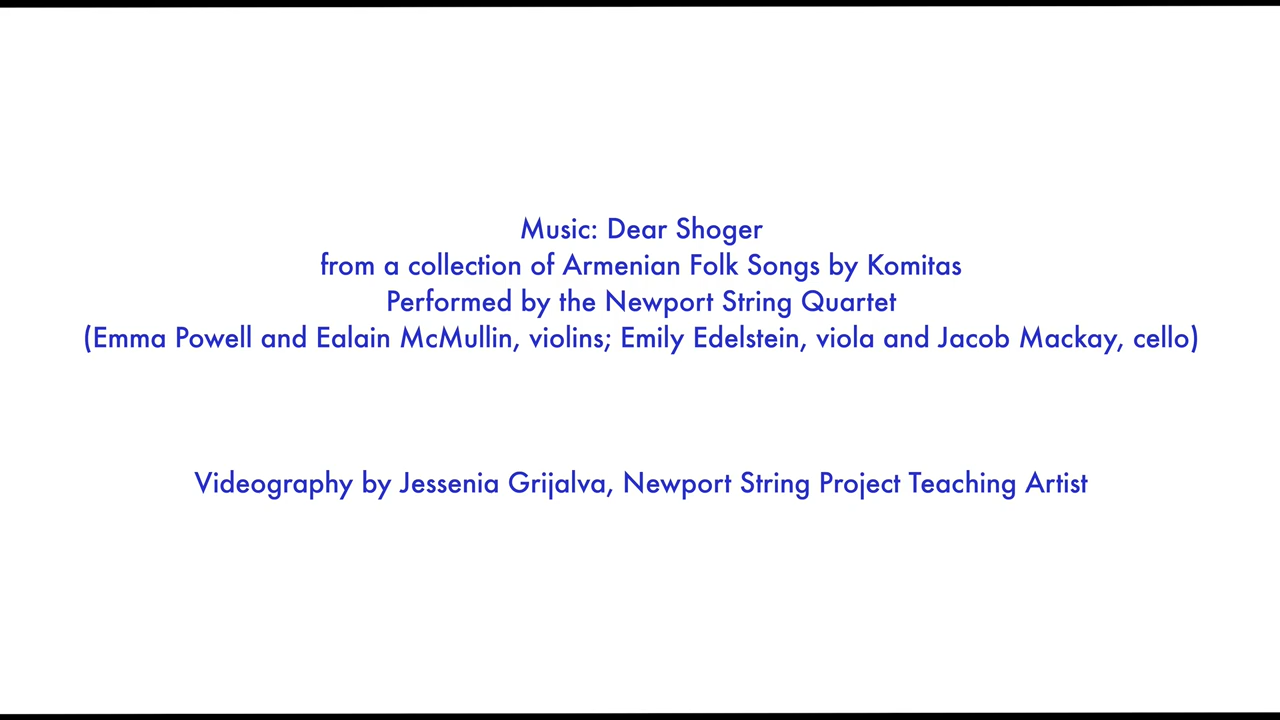 Music: Dear Shoger
from a collection of Armenian Folk Songs by Komitas
Performed by the Newport String Quartet
(Emma Powell and Ealain McMullin, violins; Emily Edelstein, viola and Jacob Mackay, cello)
Videography by Jessenia Grijalva, Newport String Project Teaching Artist